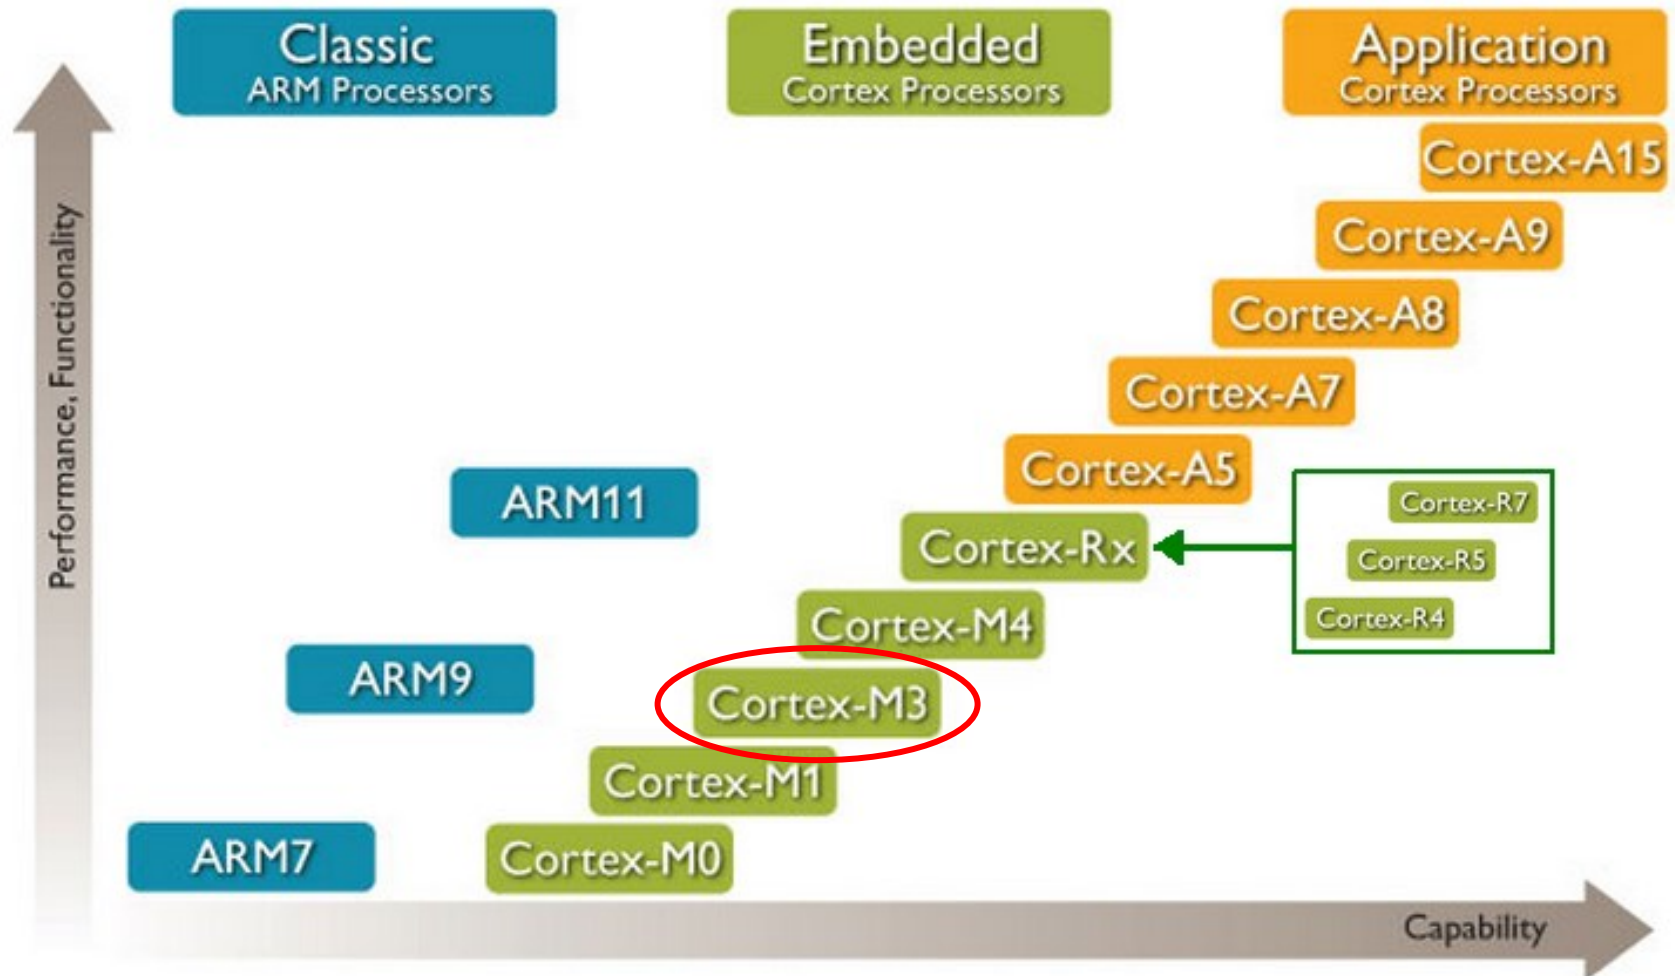 Classic
ARM Processors
Embedded
Cortex Processors
Application
Cortex Processors
Cortex-A15
Cortex-A9
Cortex-A8
Cortex-A7
Cortex-A5
ARM11
Cortex-R7
Cortex-Rx
Cortex-R5
Cortex-R4
Cortex-M4
ARM9
Cortex-M3
Cortex-M1
ARM7
Cortex-M0
Performance, Functionality
Capability